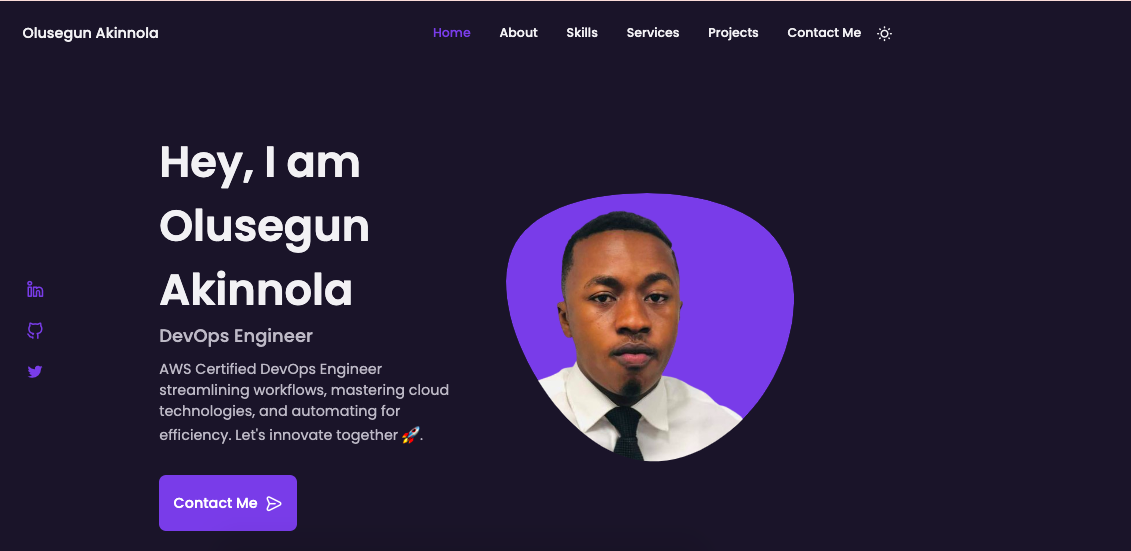 Olusegun Akinnola
Home About Skills Services Projects Contact Me
Hey, I am
Olusegun
Akinnola
DevOps Engineer
AWS Certified DevOps Engineer
streamlining workflows, mastering cloud
technologies, and automating for
efficiency. Let's innovate together 🚀.
Contact Me